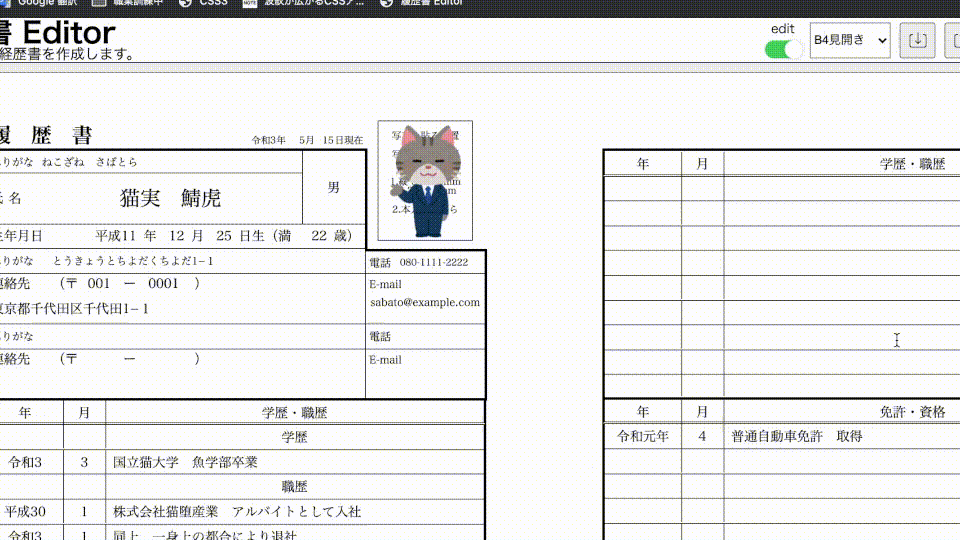 Google 翻訳
職業訓練中
CSS3
波紋が広がるCSSア...
履歴書 Editor
書 Editor
経歴書を作成します。
edit
B4見開き
履 歴 書
令和3年 5月 15日現在
ふりがな ねこざね さばとら
氏 名 猫実 鯖虎
男
生年月日 平成11 年 12 月 25 日生（満 22 歳）
ふりがな とうきょうとちよだくちよだ1−1
電話 080-1111-2222
連絡先 （〒 001 ー 0001 ）
E-mail
東京都千代田区千代田1−1
sabato@example.com
ふりがな
電話
連絡先 （〒 ー ）
E-mail
年 月 学歴・職歴
学歴
令和3 3 国立猫大学 魚学部卒業
職歴
平成30 1 株式会社猫堕産業 アルバイトとして入社
令和3 1 同上 一身上の都合により退社
年 月 学歴・職歴
年 月 免許・資格
令和元年 4 普通自動車免許 取得